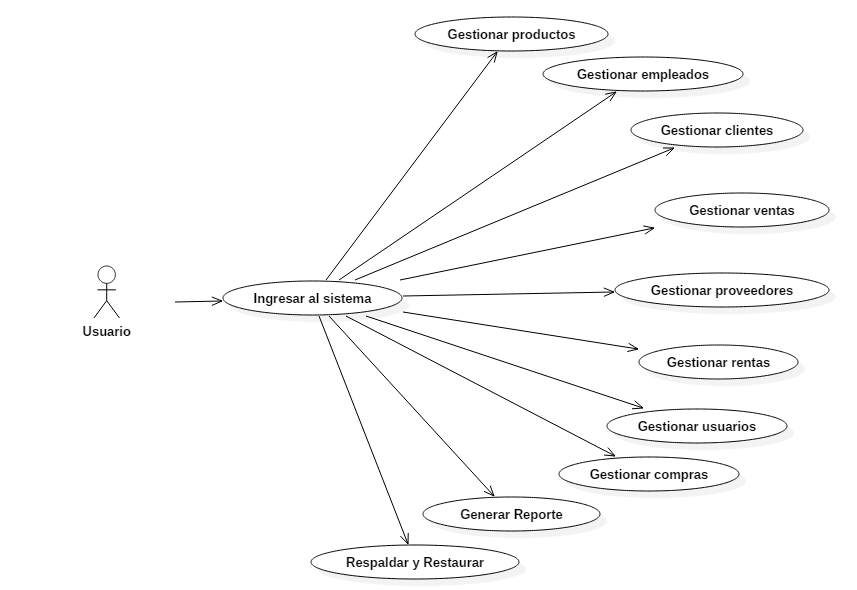 Gestionar productos
Gestionar empleados
Gestionar clientes
Gestionar ventas
Gestionar proveedores
Ingresar al sistema
Usuario
Gestionar rentas
Gestionar usuarios
Gestionar compras
Generar Reporte
Respaldar y Restaurar